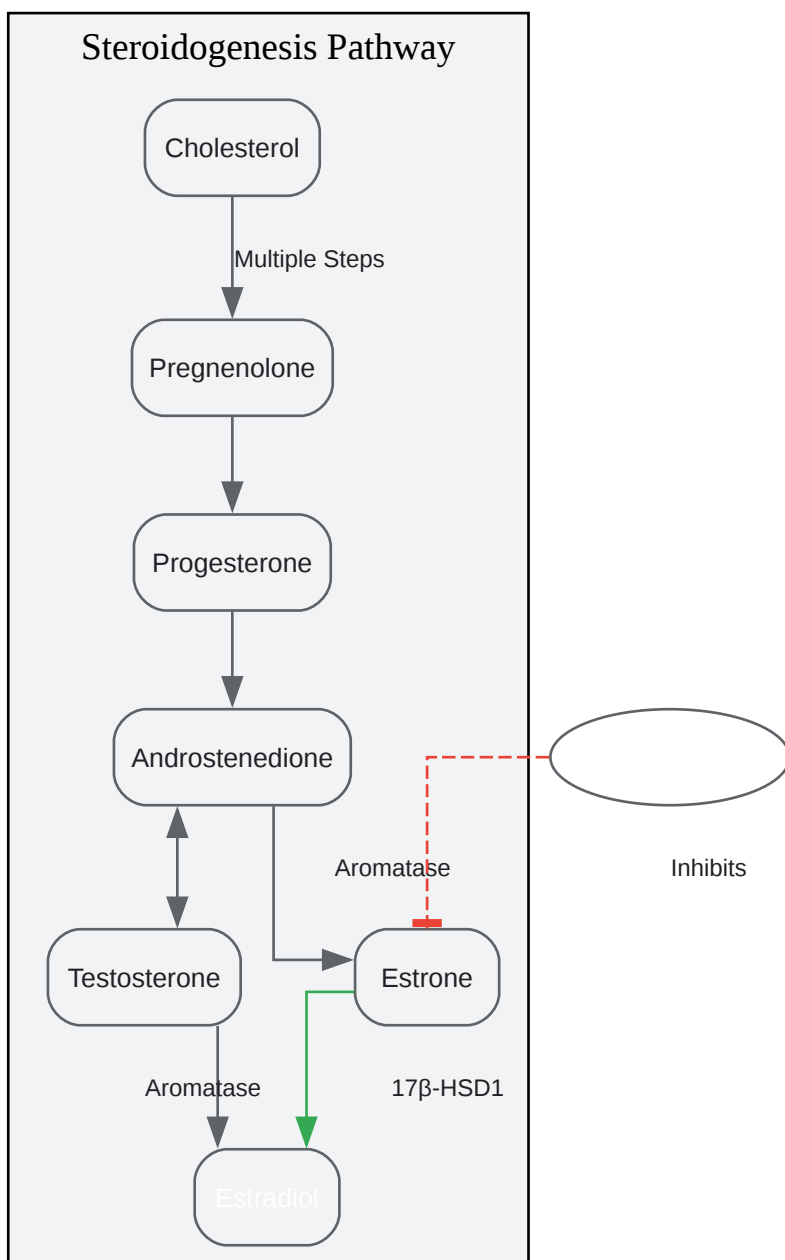 Steroidogenesis Pathway
Cholesterol
Multiple Steps
Pregnenolone
Progesterone
Androstenedione
Aromatase
Inhibits
Testosterone
Estrone
Aromatase
17β-HSD1
Estradiol